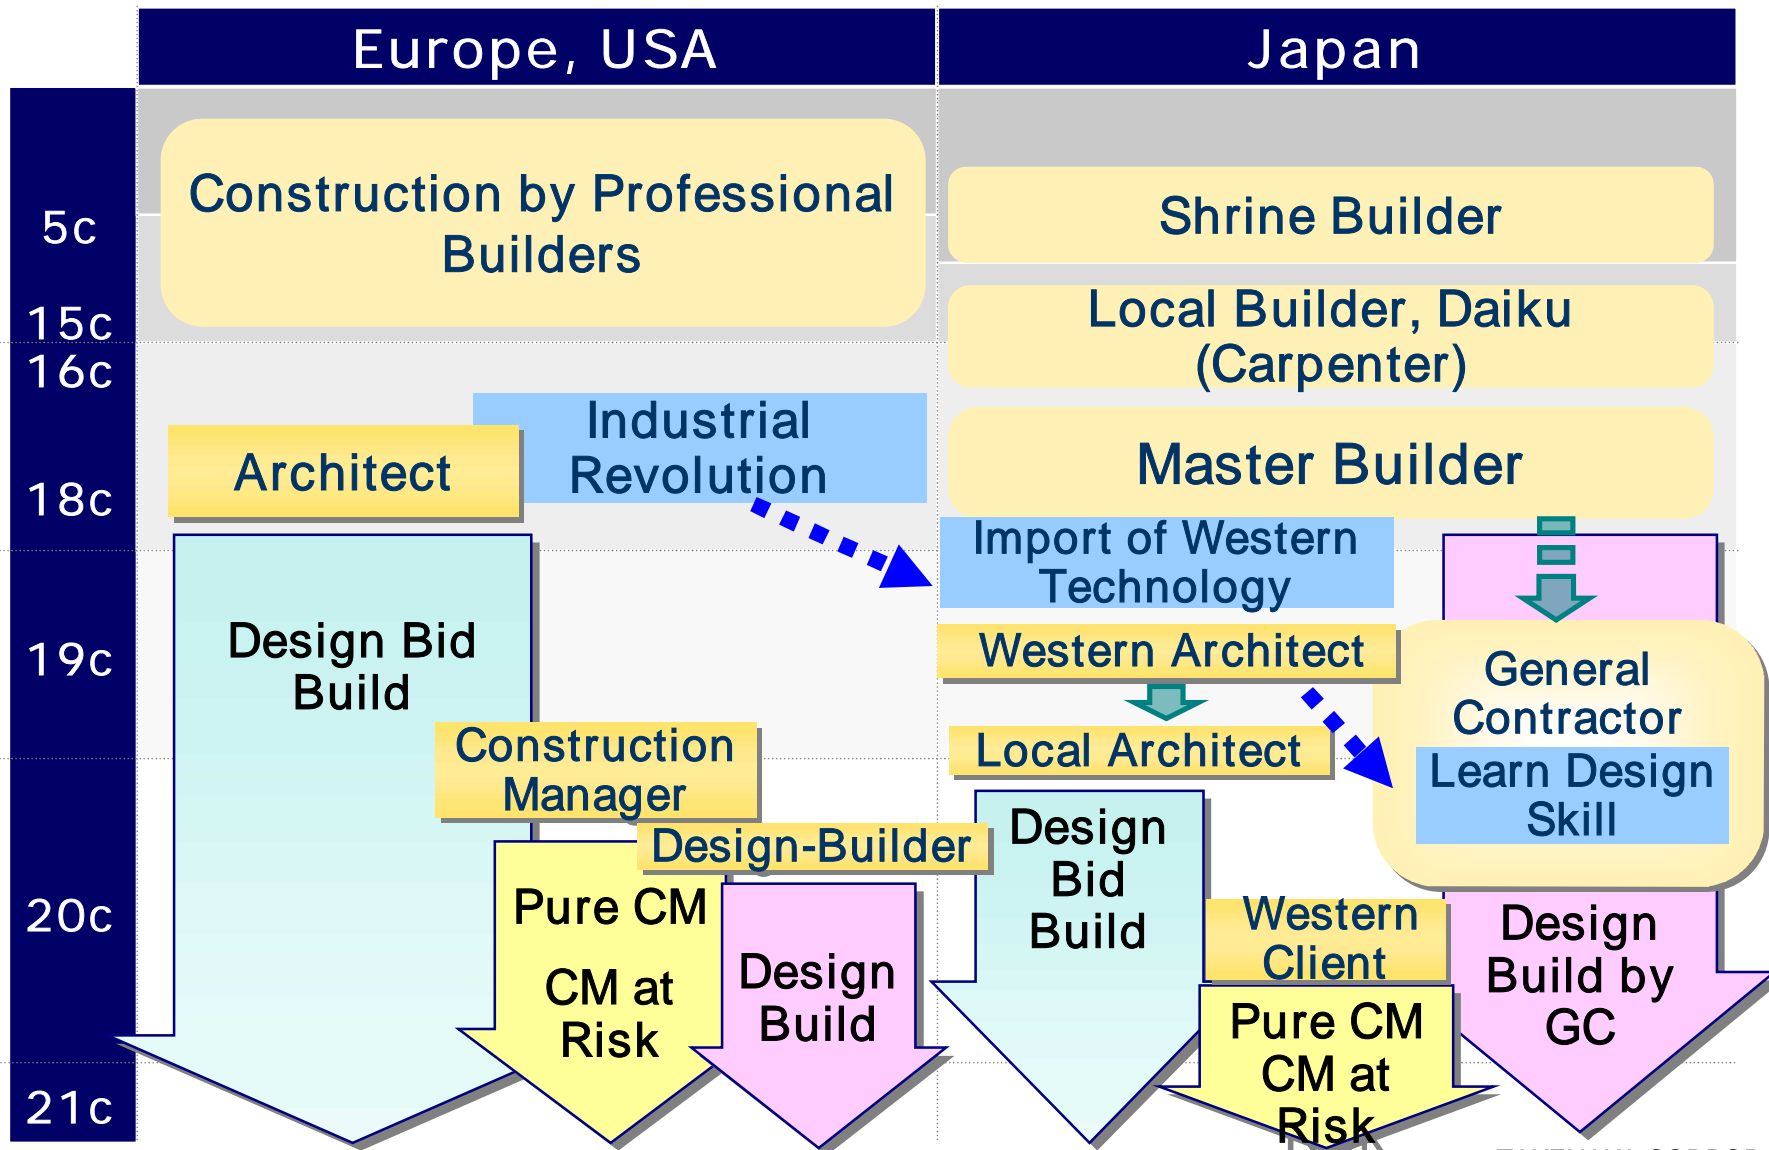 Europe, USA
Japan
5c
15c
16c
18c
19c
20c
21c
Construction by Professional
Builders
Industrial
Revolution
Architect
Design Bid
Build
Construction
Manager
Design-Builder
Pure CM
CM at
Risk
Design
Build
Shrine Builder
Local Builder, Daiku
(Carpenter)
Master Builder
Import of Western
Technology
Western Architect
Local Architect
General
Contractor
Learn Design
Skill
Design
Bid
Build
Western
Client
Pure CM
CM at
Risk
Design
Build by
GC